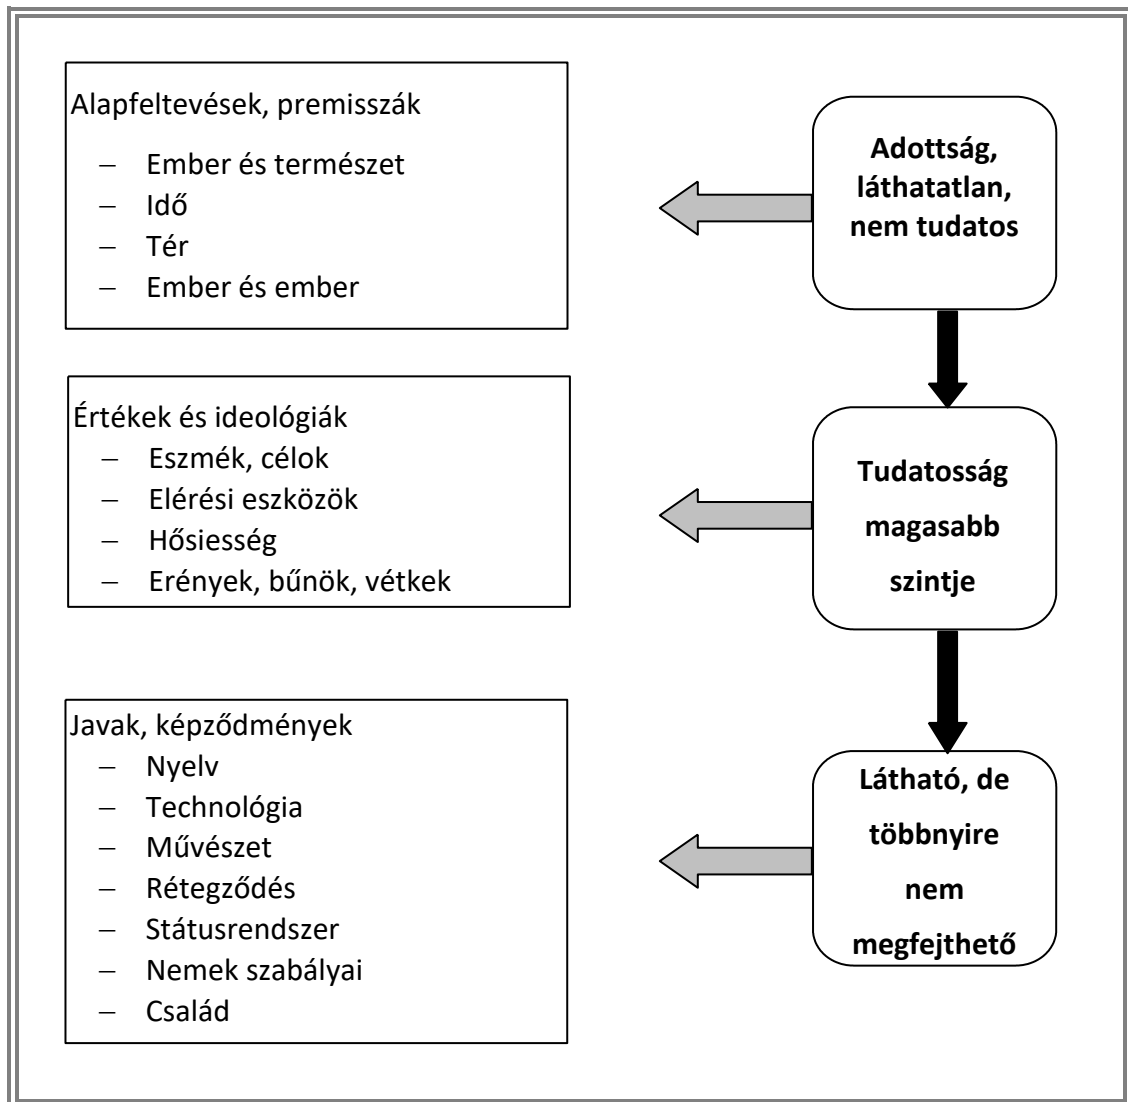 Alapfeltevések, premisszák
– Ember és természet
– Idő
– Tér
– Ember és ember
Adottság,
láthatatlan,
nem tudatos
Értékek és ideológiák
– Eszmék, célok
– Elérési eszközök
– Hősiesség
– Erények, bűnök, vétkek
Tudatosság
magasabb
szintje
Javak, képződmények
– Nyelv
– Technológia
– Művészet
– Rétegződés
– Státusrendszer
– Nemek szabályai
– Család
Látható, de
többnyire
nem
megfejthető